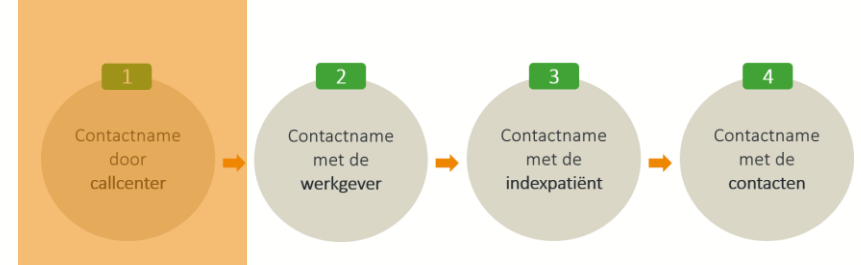 1
Contactname
door
callcenter
2
Contactname
met de
werkgever
3
Contactname
met de
indexpatiënt
4
Contactname
met de
contacten